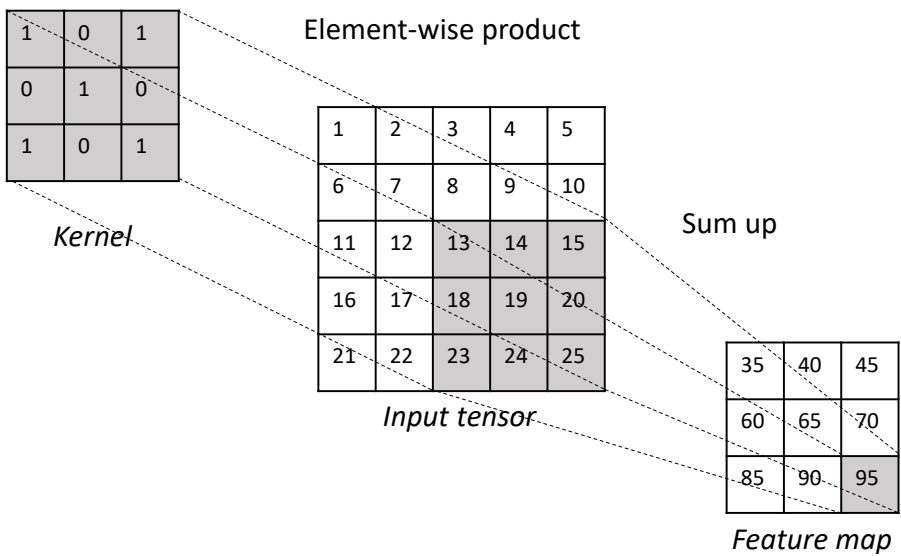 Element-wise product
1 0 1
0 1 0
1 0 1
Kernel
1 2 3 4 5
6 7 8 9 10
11 12 13 14 15
16 17 18 19 20
21 22 23 24 25
Input tensor
Sum up
35 40 45
60 65 70
85 90 95
Feature map